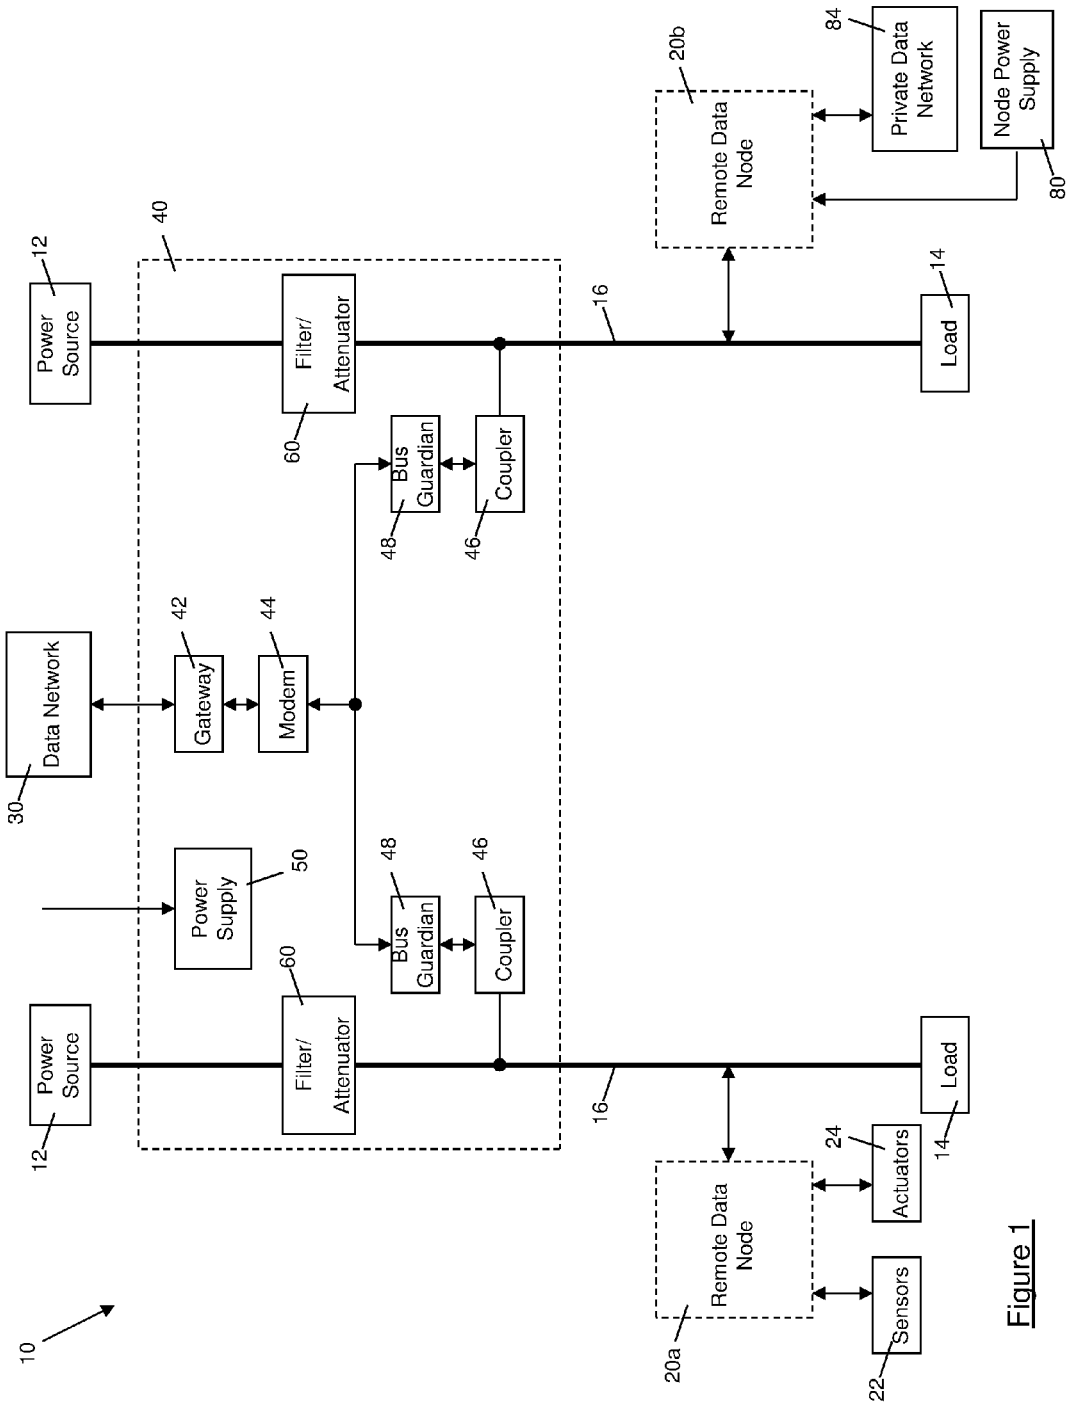 10
12
Power
Source
Power
Supply
50
30
Data Network
Power
Source
12
40
42
Gateway
44
Modem
60
Filter/
Attenuator
60
Filter/
Attenuator
48
Bus
Guardian
48
Bus
Guardian
46
Coupler
46
Coupler
16
16
20a
Remote Data
Node
20b
Remote Data
Node
22
Sensors
24
Actuators
14
Load
14
Load
84
Private Data
Network
80
Node Power
Supply
Figure 1